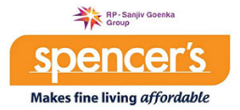 RP-Sanjiv Goenka
Group
spencer's
Makes fine living affordable